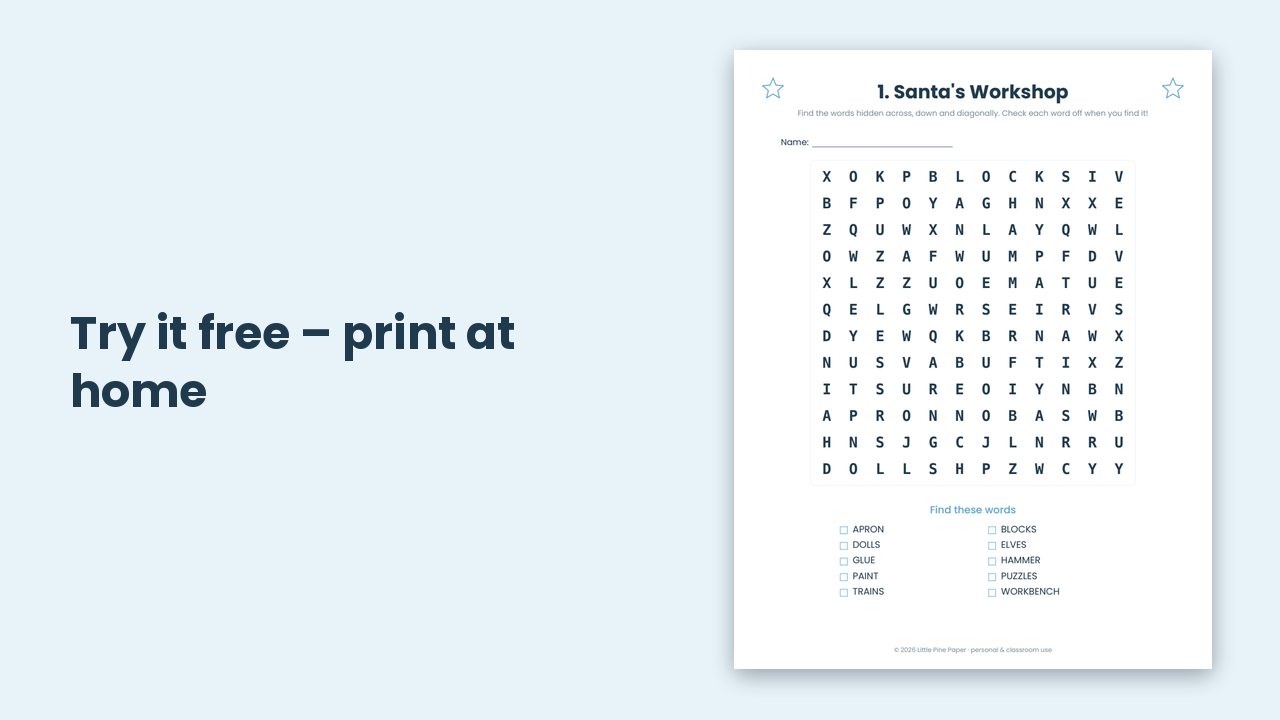 Try it free – print at
home
1. Santa's Workshop
Find the words hidden across, down and diagonally. Check each word off when you find it!
Name:
X O K P B L O C K S I V
B F P O Y A G H N X X E
Z Q U W X N L A Y Q W L
O W Z A F W U M P F D V
X L Z Z U O E M A T U E
Q E L G W R S E I R V S
D Y E W Q K B R N A W X
N U S V A B U F T I X Z
I T S U R E O I Y N B N
A P R O N N O B A S W B
H N S J G C J L N R R U
D O L L S H P Z W C Y Y
Find these words
APRON BLOCKS
DOLLS ELVES
GLUE HAMMER
PAINT PUZZLES
TRAINS WORKBENCH
© 2026 Little Pine Paper · personal & classroom use